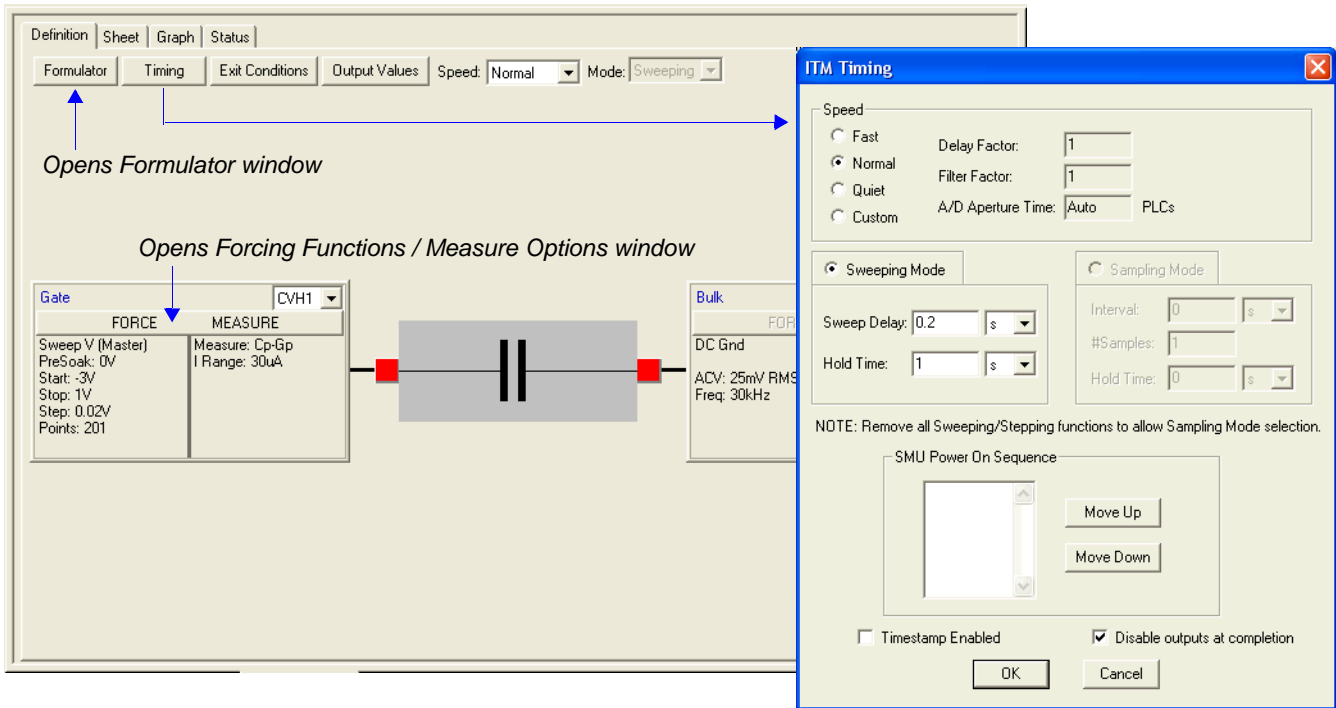 Definition Sheet Graph Status
Formulator Timing Exit Conditions Output Values Speed: Normal Mode: Sweeping
Opens Formulator window
Opens Forcing Functions / Measure Options window
Gate CVH1
FORCE MEASURE
Sweep V (Master)
PreSoak: 0V
Start: -3V
Stop: 1V
Step: 0.02V
Points: 201
Measure: Cp-Gp
I Range: 30uA
Bulk
FOR
DC Gnd
ACV: 25mV RMS
Freq: 30kHz
ITM Timing
Speed
Fast
Normal
Quiet
Custom
Delay Factor: 1
Filter Factor: 1
A/D Aperture Time: Auto PLCs
Sweeping Mode
Sweep Delay: 0.2 s
Hold Time: 1 s
Sampling Mode
Interval: 0 s
#Samples: 1
Hold Time: 0 s
NOTE: Remove all Sweeping/Stepping functions to allow Sampling Mode selection.
SMU Power On Sequence
Move Up
Move Down
Timestamp Enabled
Disable outputs at completion
OK Cancel